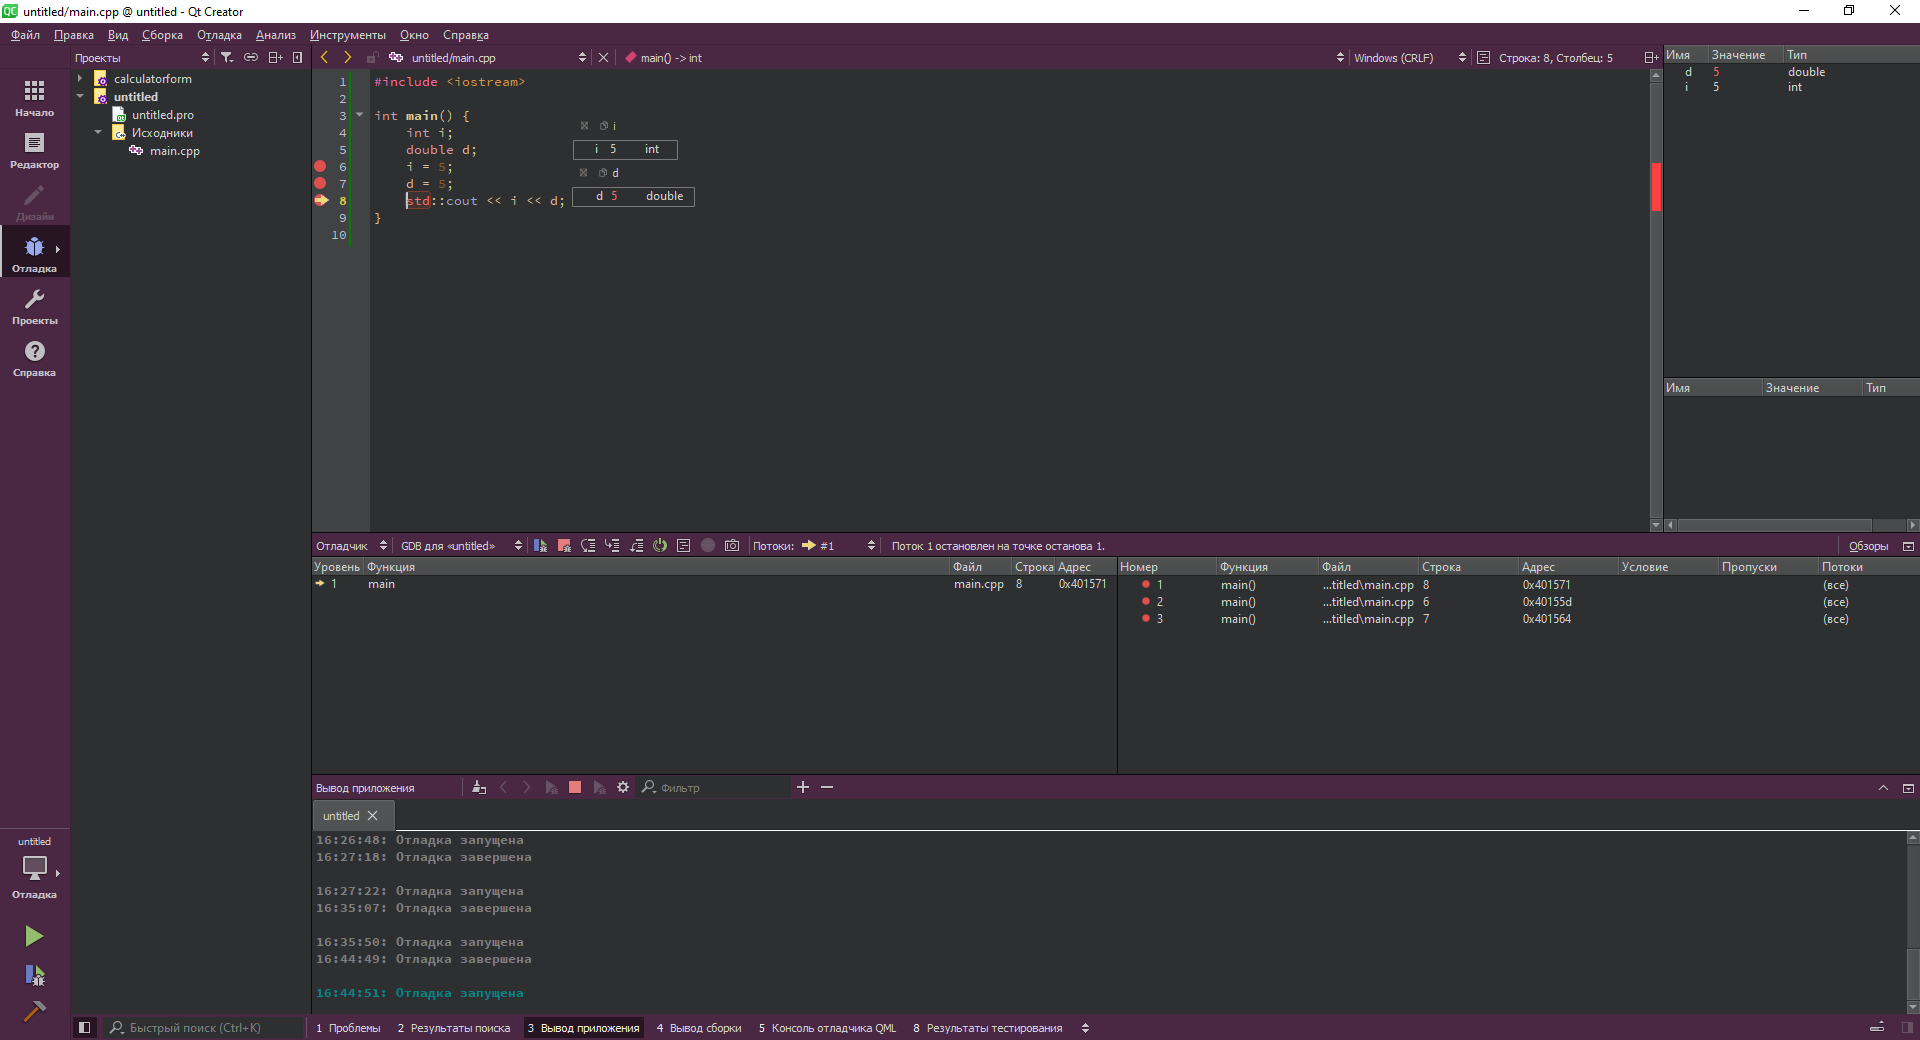 untitled/main.cpp @ untitled - Qt Creator
Файл Правка Вид Сборка Отладка Анализ Инструменты Окно Справка
Проекты
untitled/main.cpp
main() -> int
Windows (CRLF)
Строка: 8, Столбец: 5
Имя Значение Тип
d 5 double
i 5 int
Начало
Редактор
Дизайн
Отладка
Проекты
Справка
calculatorform
untitled
untitled.pro
Исходники
main.cpp
1 #include <iostream>
2
3 int main() {
4 int i;
5 double d;
6 i = 5;
7 d = 5;
8 std::cout << i << d;
9 }
10
i
i 5 int
d
d 5 double
Имя Значение Тип
Отладчик GDB для «untitled» Потоки: #1 Поток 1 остановлен на точке останова 1. Обзоры
Уровень Функция Файл Строка Адрес
1 main main.cpp 8 0x401571
Номер Функция Файл Строка Адрес Условие Пропуски Потоки
1 main() ...titled\main.cpp 8 0x401571 (все)
2 main() ...titled\main.cpp 6 0x40155d (все)
3 main() ...titled\main.cpp 7 0x401564 (все)
Вывод приложения Фильтр
untitled
16:26:48: Отладка запущена
16:27:18: Отладка завершена
16:27:22: Отладка запущена
16:35:07: Отладка завершена
16:35:50: Отладка запущена
16:44:49: Отладка завершена
16:44:51: Отладка запущена
untitled
Отладка
Быстрый поиск (Ctrl+K)
1 Проблемы 2 Результаты поиска 3 Вывод приложения 4 Вывод сборки 5 Консоль отладчика QML 8 Результаты тестирования